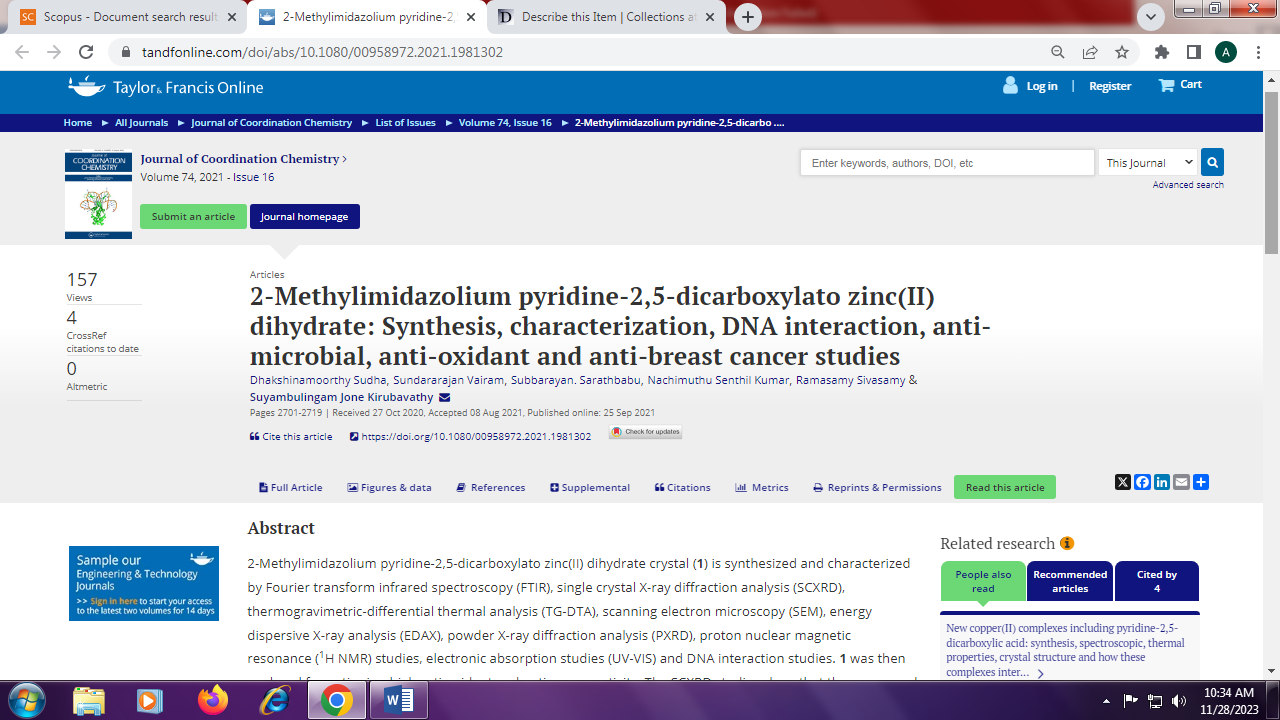 Scopus - Document search result
2-Methylimidazolium pyridine-2,
Describe this Item | Collections a
tandfonline.com/doi/abs/10.1080/00958972.2021.1981302
A
Taylor & Francis Online
Log in | Register Cart
Home All Journals Journal of Coordination Chemistry List of Issues Volume 74, Issue 16 2-Methylimidazolium pyridine-2,5-dicarbo ....
COORDINATION
CHEMISTRY
Journal of Coordination Chemistry >
Volume 74, 2021 - Issue 16
Enter keywords, authors, DOI, etc
This Journal
Advanced search
Submit an article
Journal homepage
157
Views
4
CrossRef
citations to date
0
Altmetric
Articles
2-Methylimidazolium pyridine-2,5-dicarboxylato zinc(II)
dihydrate: Synthesis, characterization, DNA interaction, anti-
microbial, anti-oxidant and anti-breast cancer studies
Dhakshinamoorthy Sudha, Sundararajan Vairam, Subbarayan. Sarathbabu, Nachimuthu Senthil Kumar, Ramasamy Sivasamy &
Suyambulingam Jone Kirubavathy
Pages 2701-2719 | Received 27 Oct 2020, Accepted 08 Aug 2021, Published online: 25 Sep 2021
Cite this article https://doi.org/10.1080/00958972.2021.1981302 Check for updates
Full Article Figures & data References Supplemental Citations Metrics Reprints & Permissions Read this article
Abstract
2-Methylimidazolium pyridine-2,5-dicarboxylato zinc(II) dihydrate crystal (1) is synthesized and characterized
by Fourier transform infrared spectroscopy (FTIR), single crystal X-ray diffraction analysis (SCXRD),
thermogravimetric-differential thermal analysis (TG-DTA), scanning electron microscopy (SEM), energy
dispersive X-ray analysis (EDAX), powder X-ray diffraction analysis (PXRD), proton nuclear magnetic
resonance (1H NMR) studies, electronic absorption studies (UV-VIS) and DNA interaction studies. 1 was then
Sample our
Engineering & Technology
Journals
>> Sign in here to start your access
to the latest two volumes for 14 days
Related research
People also
read
Recommended
articles
Cited by
4
New copper(II) complexes including pyridine-2,5-
dicarboxylic acid: synthesis, spectroscopic, thermal
properties, crystal structure and how these
complexes inter...
10:34 AM
11/28/2023